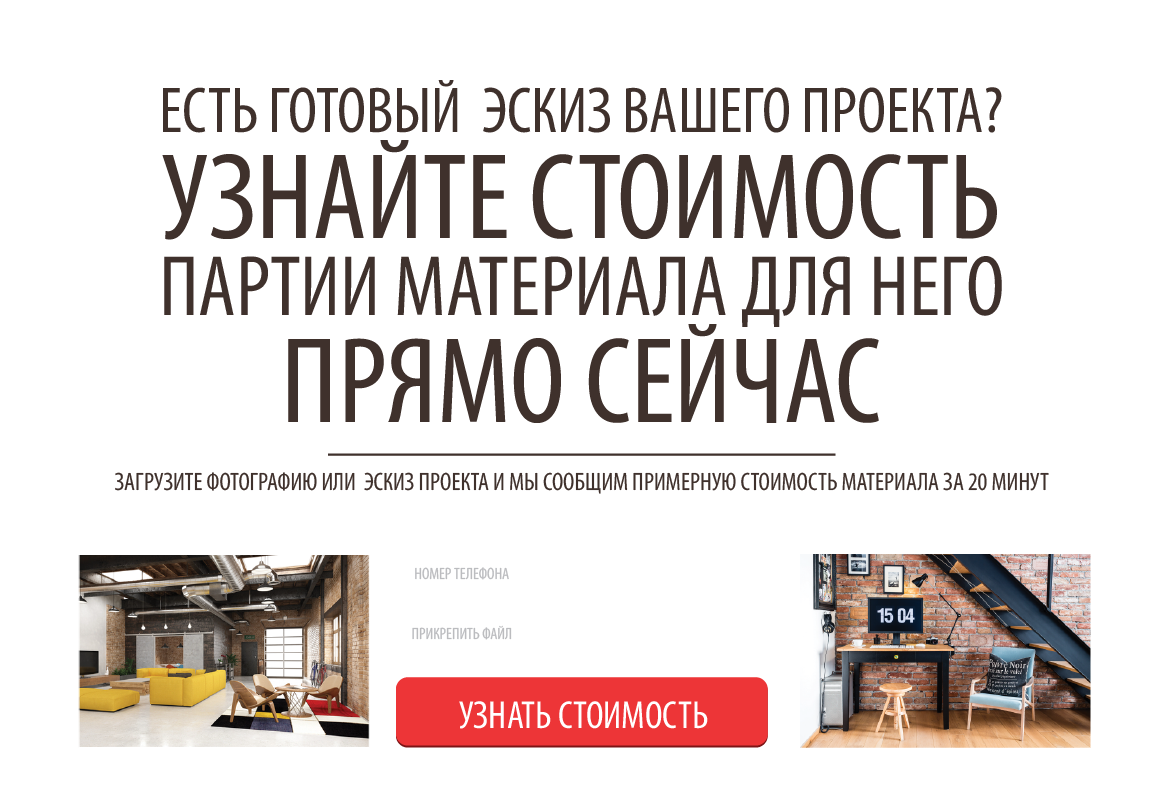 ЕСТЬ ГОТОВЫЙ ЭСКИЗ ВАШЕГО ПРОЕКТА?
УЗНАЙТЕ СТОИМОСТЬ
ПАРТИИ МАТЕРИАЛА ДЛЯ НЕГО
ПРЯМО СЕЙЧАС
ЗАГРУЗИТЕ ФОТОГРАФИЮ ИЛИ ЭСКИЗ ПРОЕКТА И МЫ СООБЩИМ ПРИМЕРНУЮ СТОИМОСТЬ МАТЕРИАЛА ЗА 20 МИНУТ
НОМЕР ТЕЛЕФОНА
ПРИКРЕПИТЬ ФАЙЛ
УЗНАТЬ СТОИМОСТЬ
15 04
Noir